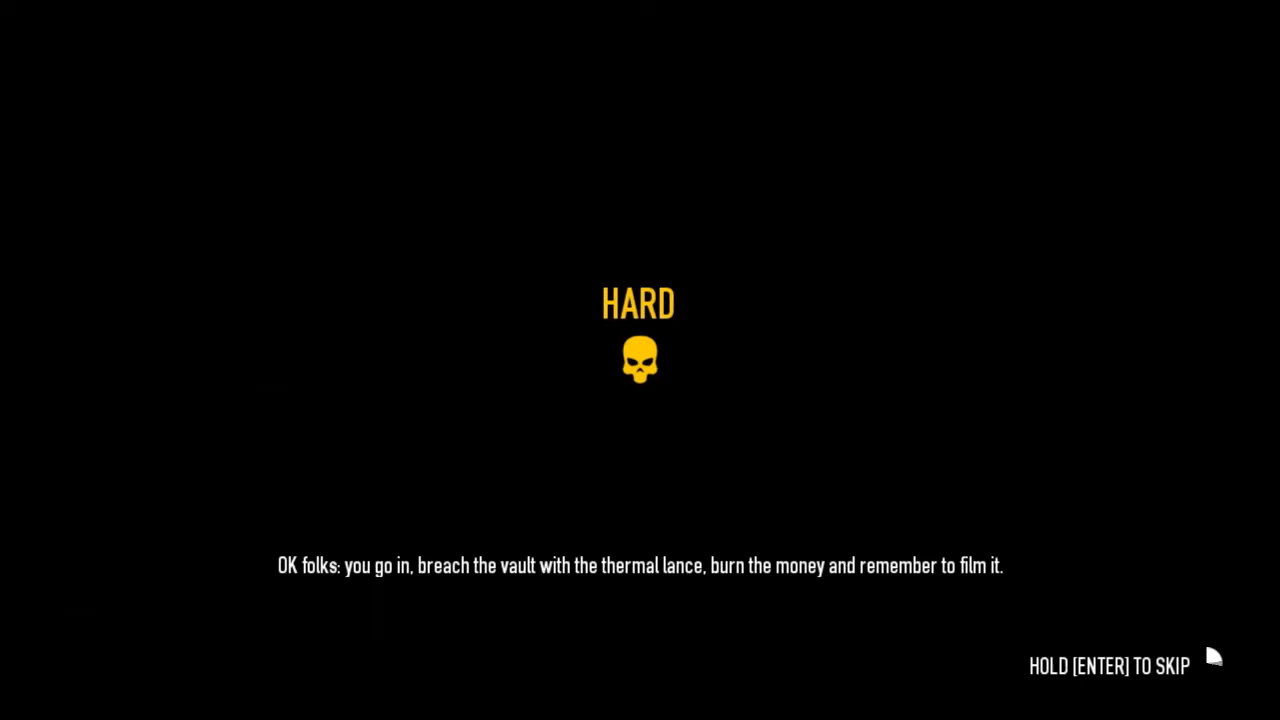 HARD
OK folks: you go in, breach the vault with the thermal lance, burn the money and remember to film it.
HOLD [ENTER] TO SKIP